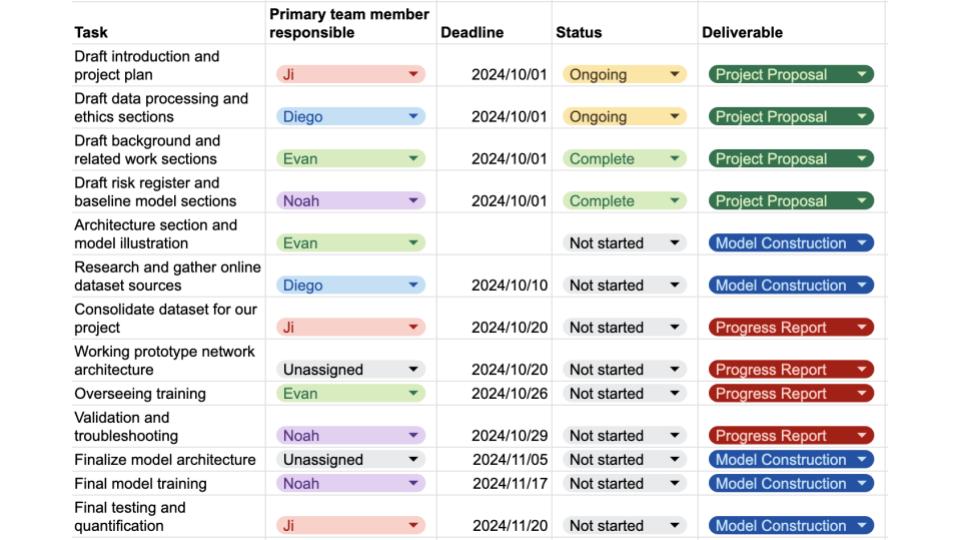 Task
Primary team member
responsible
Deadline
Status
Deliverable
Draft introduction and
project plan
Ji
2024/10/01
Ongoing
Project Proposal
Draft data processing and
ethics sections
Diego
2024/10/01
Ongoing
Project Proposal
Draft background and
related work sections
Evan
2024/10/01
Complete
Project Proposal
Draft risk register and
baseline model sections
Noah
2024/10/01
Complete
Project Proposal
Architecture section and
model illustration
Evan
Not started
Model Construction
Research and gather online
dataset sources
Diego
2024/10/10
Not started
Model Construction
Consolidate dataset for our
project
Ji
2024/10/20
Not started
Progress Report
Working prototype network
architecture
Unassigned
2024/10/20
Not started
Progress Report
Overseeing training
Evan
2024/10/26
Not started
Progress Report
Validation and
troubleshooting
Noah
2024/10/29
Not started
Progress Report
Finalize model architecture
Unassigned
2024/11/05
Not started
Model Construction
Final model training
Noah
2024/11/17
Not started
Model Construction
Final testing and
quantification
Ji
2024/11/20
Not started
Model Construction